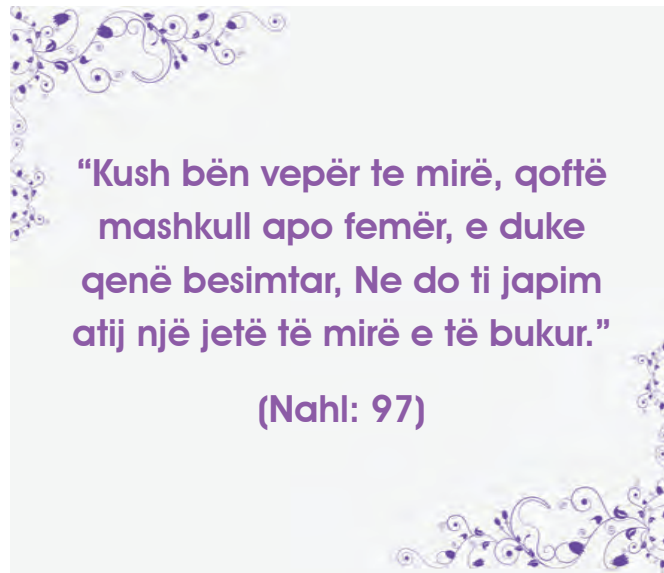 “Kush bën vepër te mirë, qoftë
mashkull apo femër, e duke
qenë besimtar, Ne do ti japim
atij një jetë të mirë e të bukur.”
(Nahl: 97)